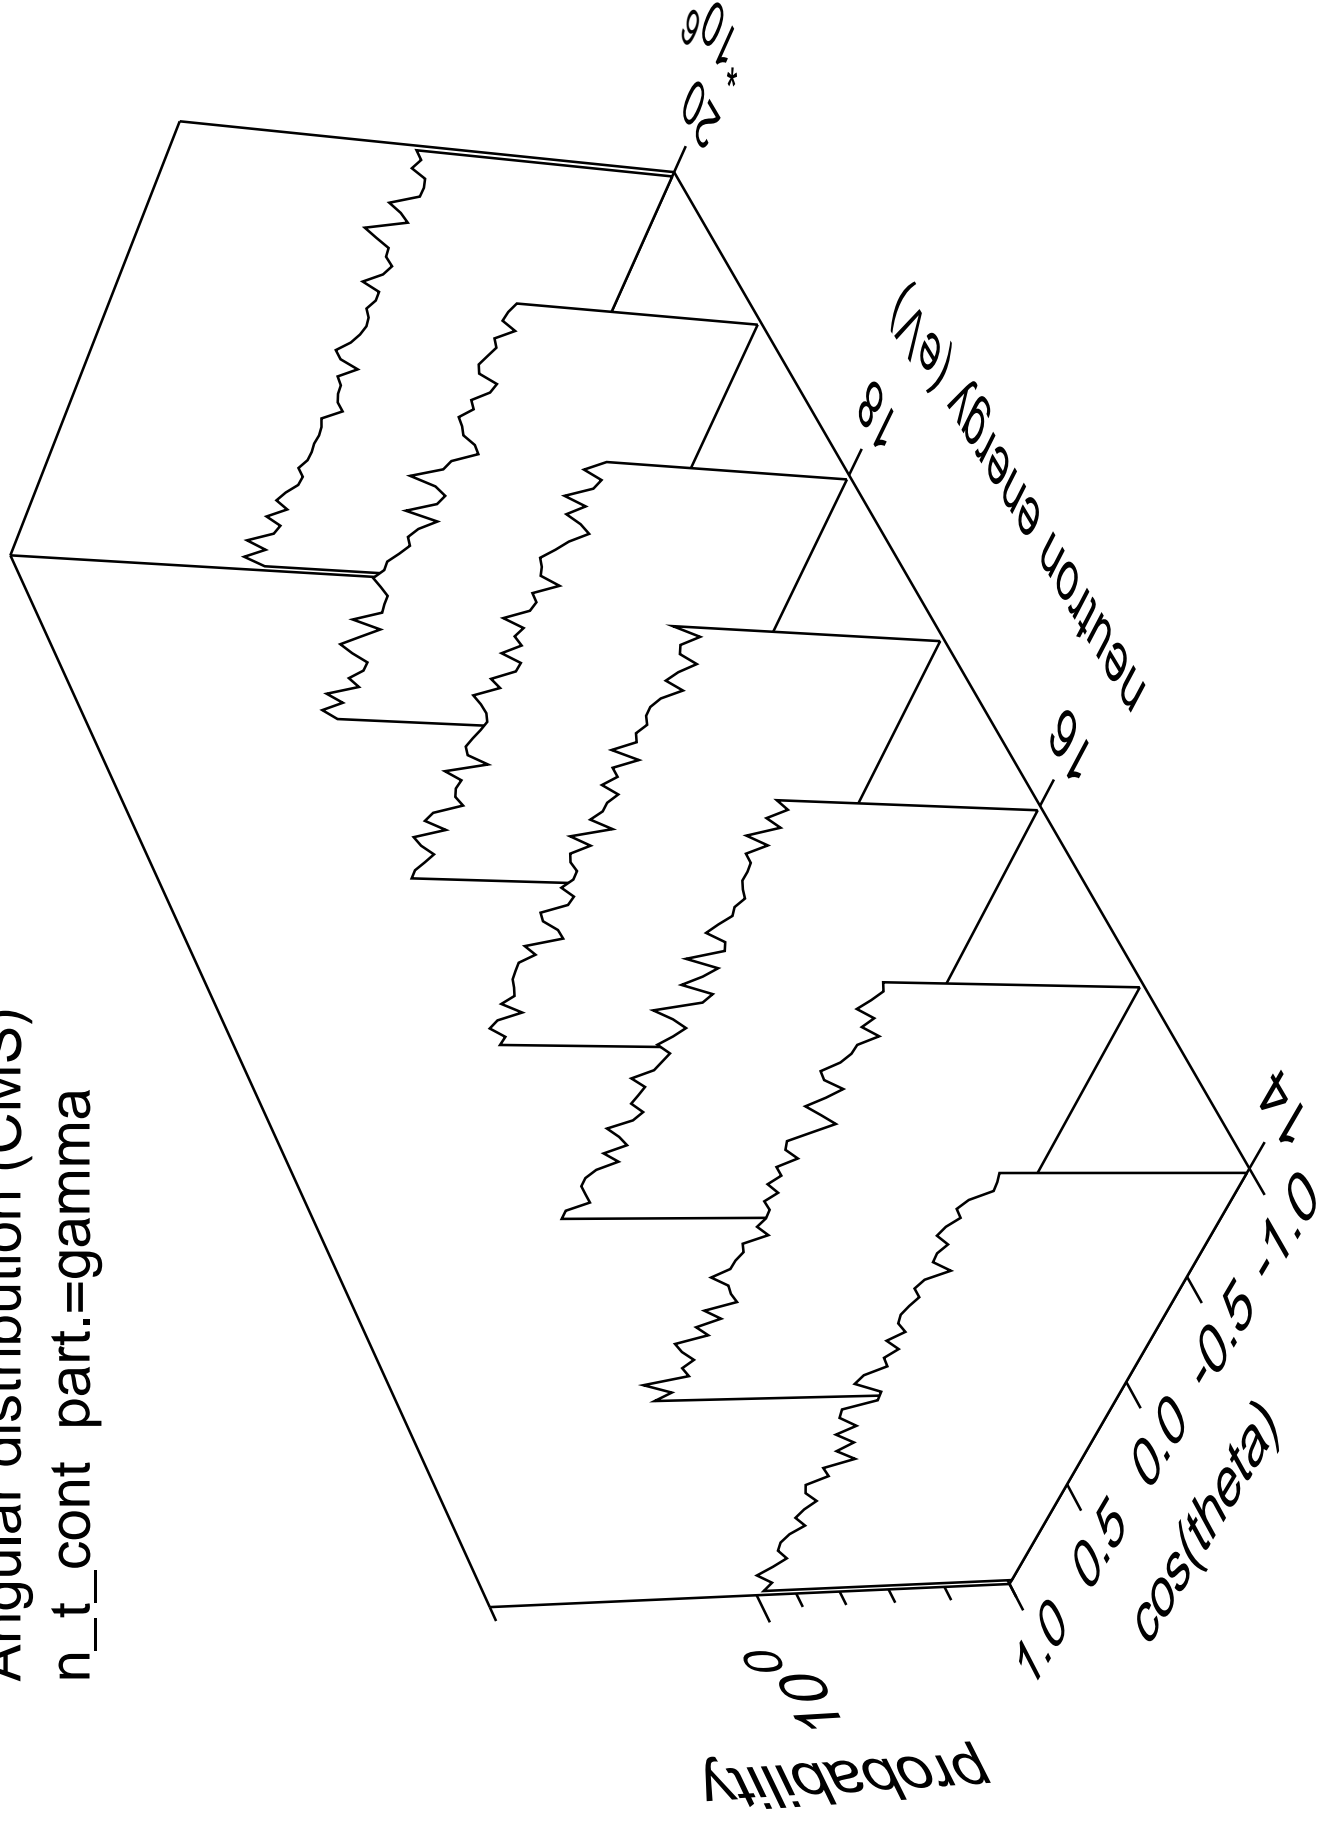 Angular distribution (CMS)
n_t_cont part.=gamma
probability
10^0
cos(theta)
1.0 0.5 0.0 -0.5 -1.0
neutron energy (eV)
14 16 18 20
*10^6